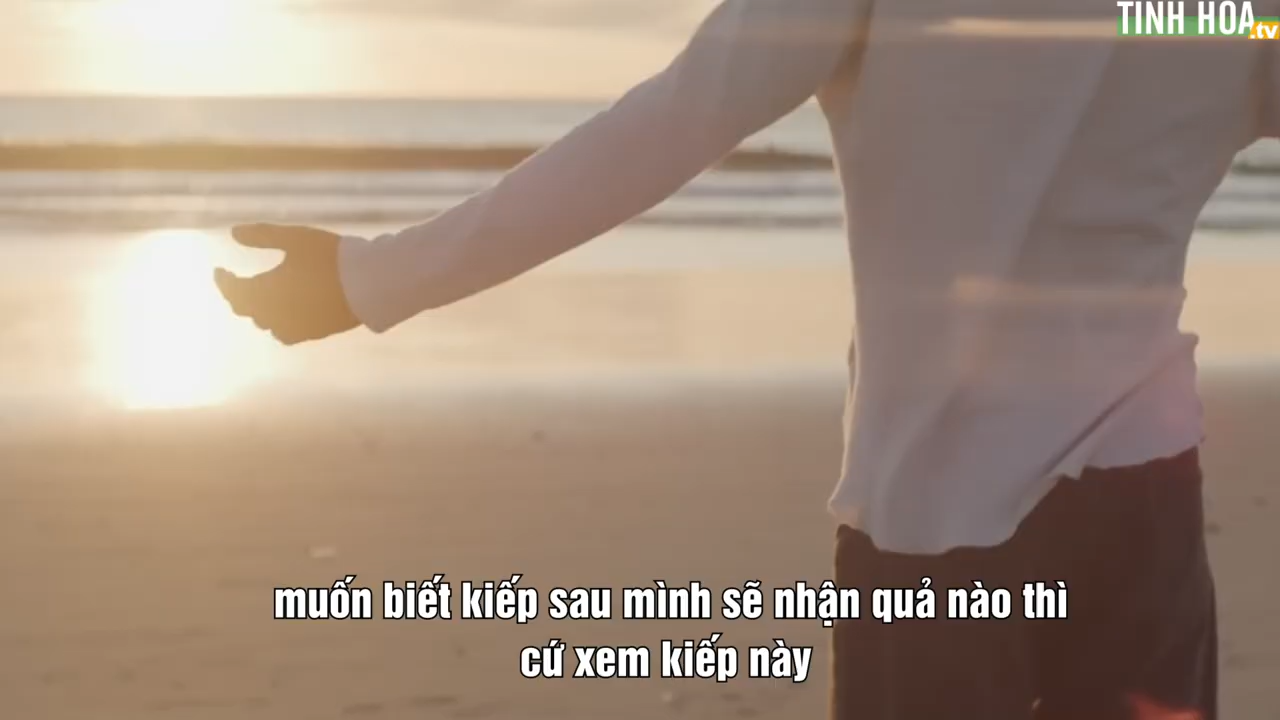 TINH HOA
.tv
muốn biết kiếp sau mình sẽ nhận quả nào thì
cứ xem kiếp này